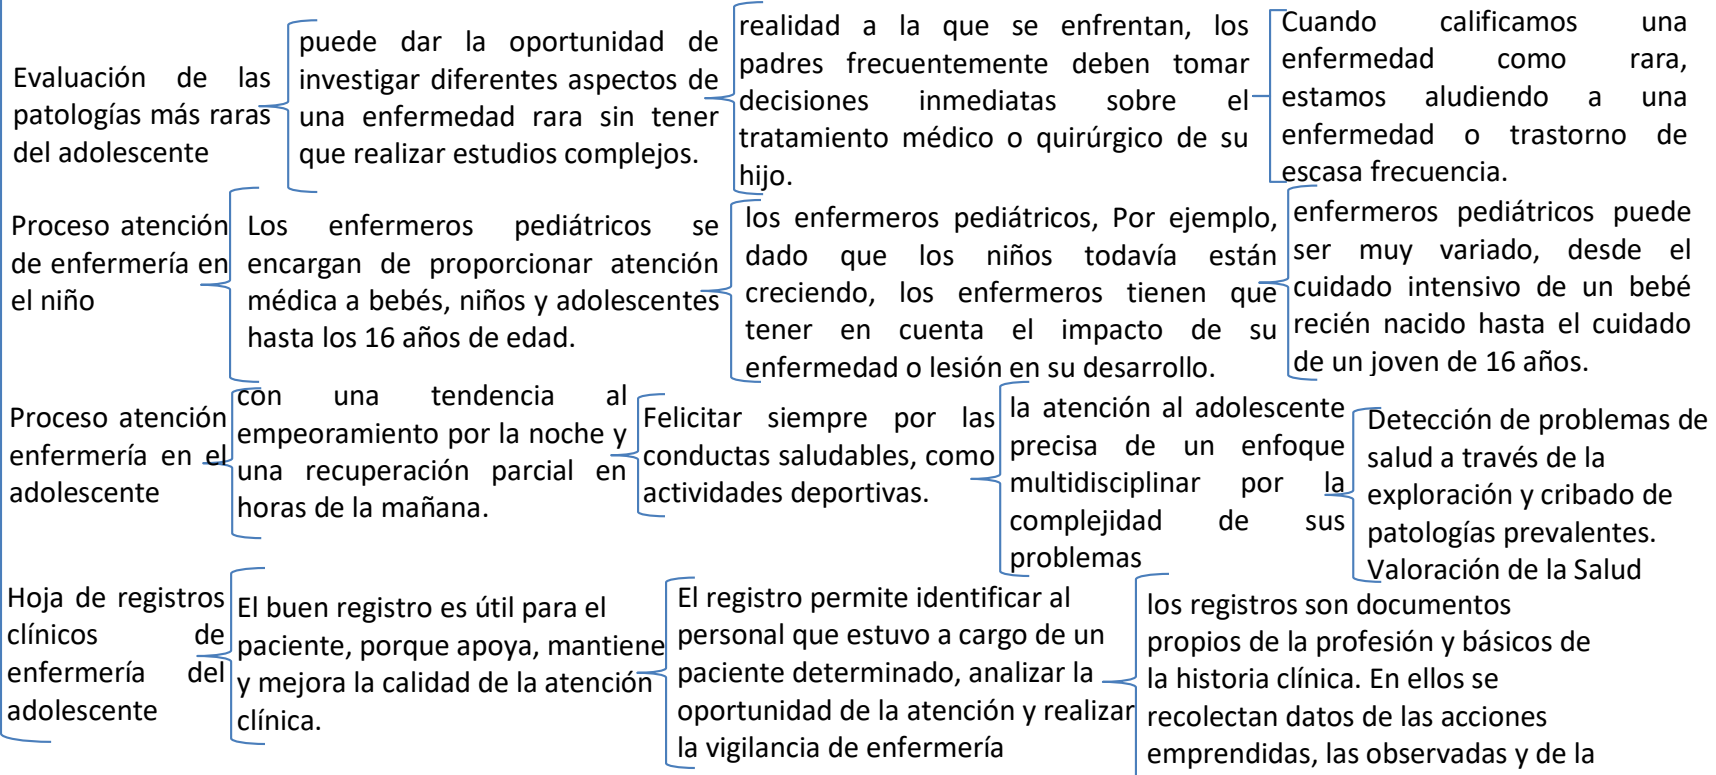 Evaluación de las
patologías más raras
del adolescente
puede dar la oportunidad de
investigar diferentes aspectos de
una enfermedad rara sin tener
que realizar estudios complejos.
realidad a la que se enfrentan, los
padres frecuentemente deben tomar
decisiones inmediatas sobre el
tratamiento médico o quirúrgico de su
hijo.
Cuando calificamos una
enfermedad como rara,
estamos aludiendo a una
enfermedad o trastorno de
escasa frecuencia.
Proceso atención
de enfermería en
el niño
Los enfermeros pediátricos se
encargan de proporcionar atención
médica a bebés, niños y adolescentes
hasta los 16 años de edad.
los enfermeros pediátricos, Por ejemplo,
dado que los niños todavía están
creciendo, los enfermeros tienen que
tener en cuenta el impacto de su
enfermedad o lesión en su desarrollo.
enfermeros pediátricos puede
ser muy variado, desde el
cuidado intensivo de un bebé
recién nacido hasta el cuidado
de un joven de 16 años.
Proceso atención
enfermería en el
adolescente
con una tendencia al
empeoramiento por la noche y
una recuperación parcial en
horas de la mañana.
Felicitar siempre por las
conductas saludables, como
actividades deportivas.
la atención al adolescente
precisa de un enfoque
multidisciplinar por la
complejidad de sus
problemas
Detección de problemas de
salud a través de la
exploración y cribado de
patologías prevalentes.
Valoración de la Salud
Hoja de registros
clínicos de
enfermería del
adolescente
El buen registro es útil para el
paciente, porque apoya, mantiene
y mejora la calidad de la atención
clínica.
El registro permite identificar al
personal que estuvo a cargo de un
paciente determinado, analizar la
oportunidad de la atención y realizar
la vigilancia de enfermería
los registros son documentos
propios de la profesión y básicos de
la historia clínica. En ellos se
recolectan datos de las acciones
emprendidas, las observadas y de la